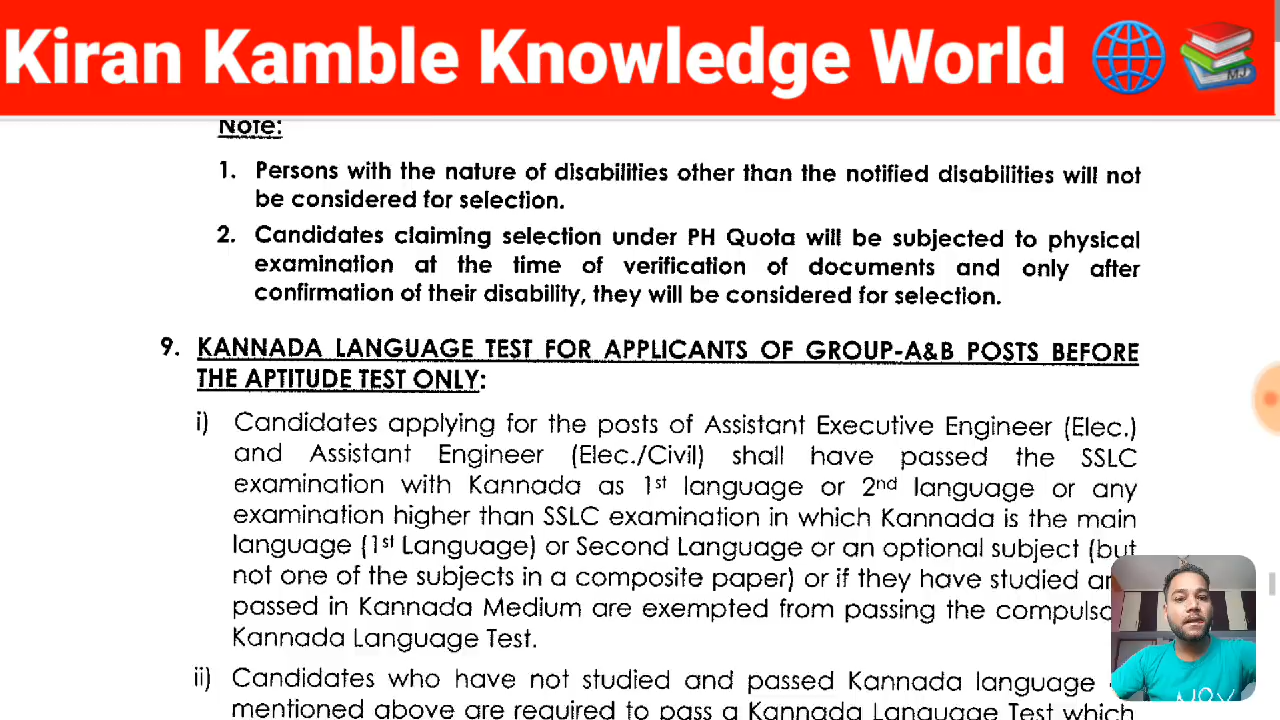 Kiran Kamble Knowledge World
MJ
Note:
1. Persons with the nature of disabilities other than the notified disabilities will not
be considered for selection.
2. Candidates claiming selection under PH Quota will be subjected to physical
examination at the time of verification of documents and only after
confirmation of their disability, they will be considered for selection.
9. KANNADA LANGUAGE TEST FOR APPLICANTS OF GROUP-A&B POSTS BEFORE
THE APTITUDE TEST ONLY:
i) Candidates applying for the posts of Assistant Executive Engineer (Elec.)
and Assistant Engineer (Elec./Civil) shall have passed the SSLC
examination with Kannada as 1st language or 2nd language or any
examination higher than SSLC examination in which Kannada is the main
language (1st Language) or Second Language or an optional subject (but
not one of the subjects in a composite paper) or if they have studied
passed in Kannada Medium are exempted from passing the
Kannada Language Test.
ii) Candidates who have not studied and passed Kannada language
mentioned above are required to pass a Kannada Language Test which